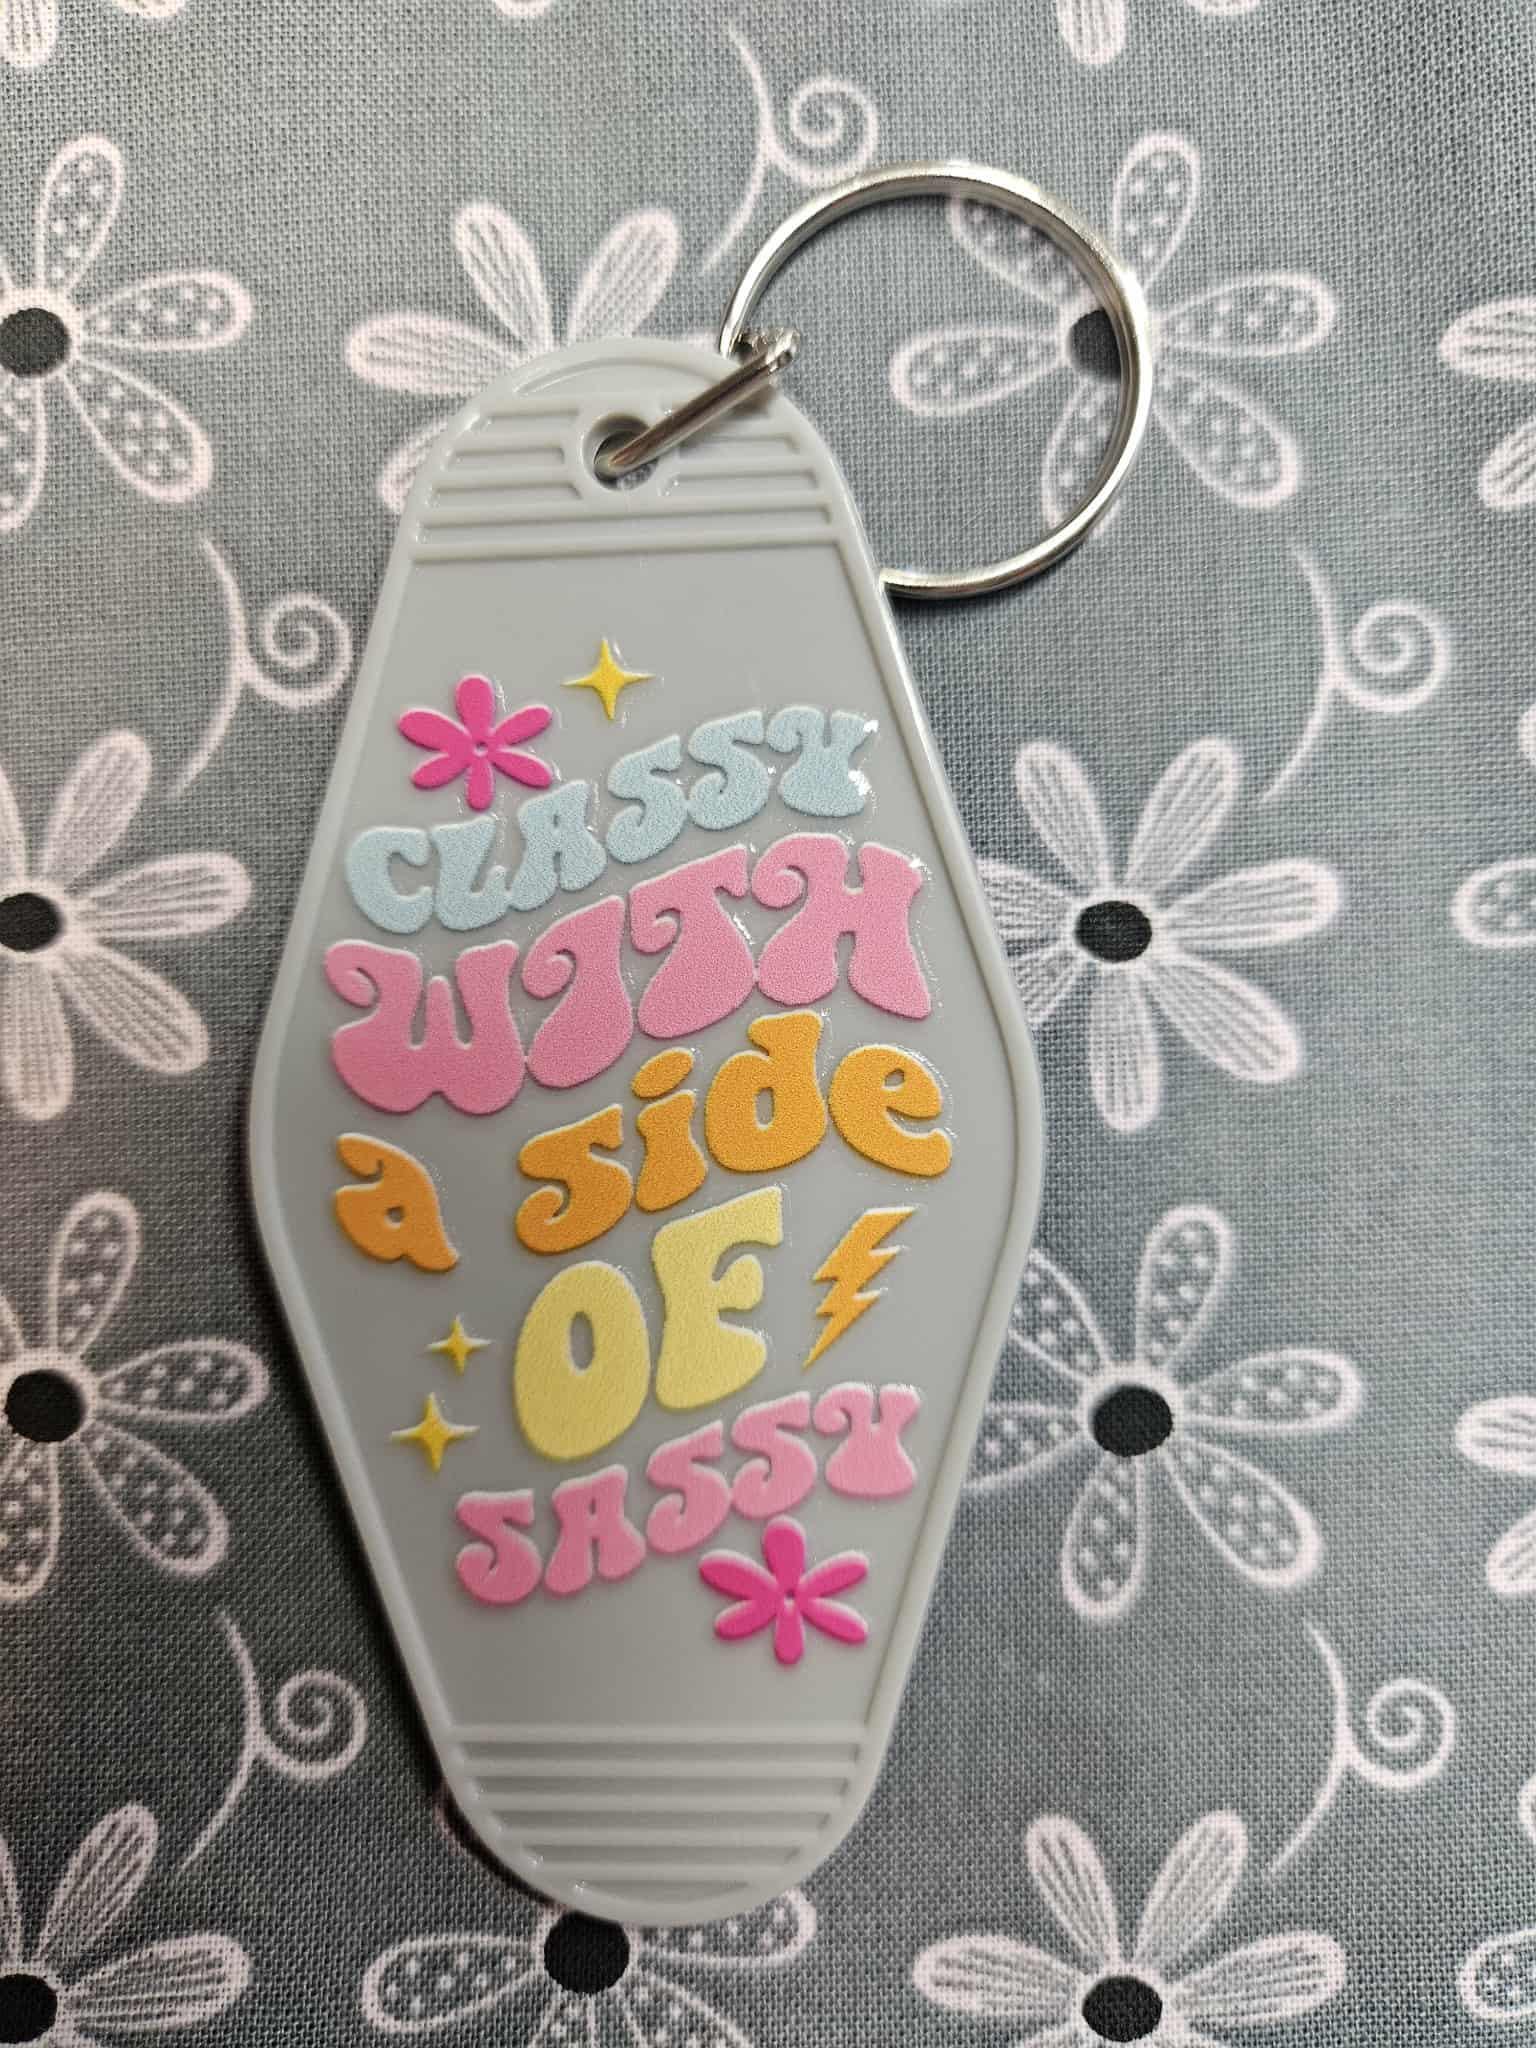 CLASSY
WITH
a side
OF
SASSY